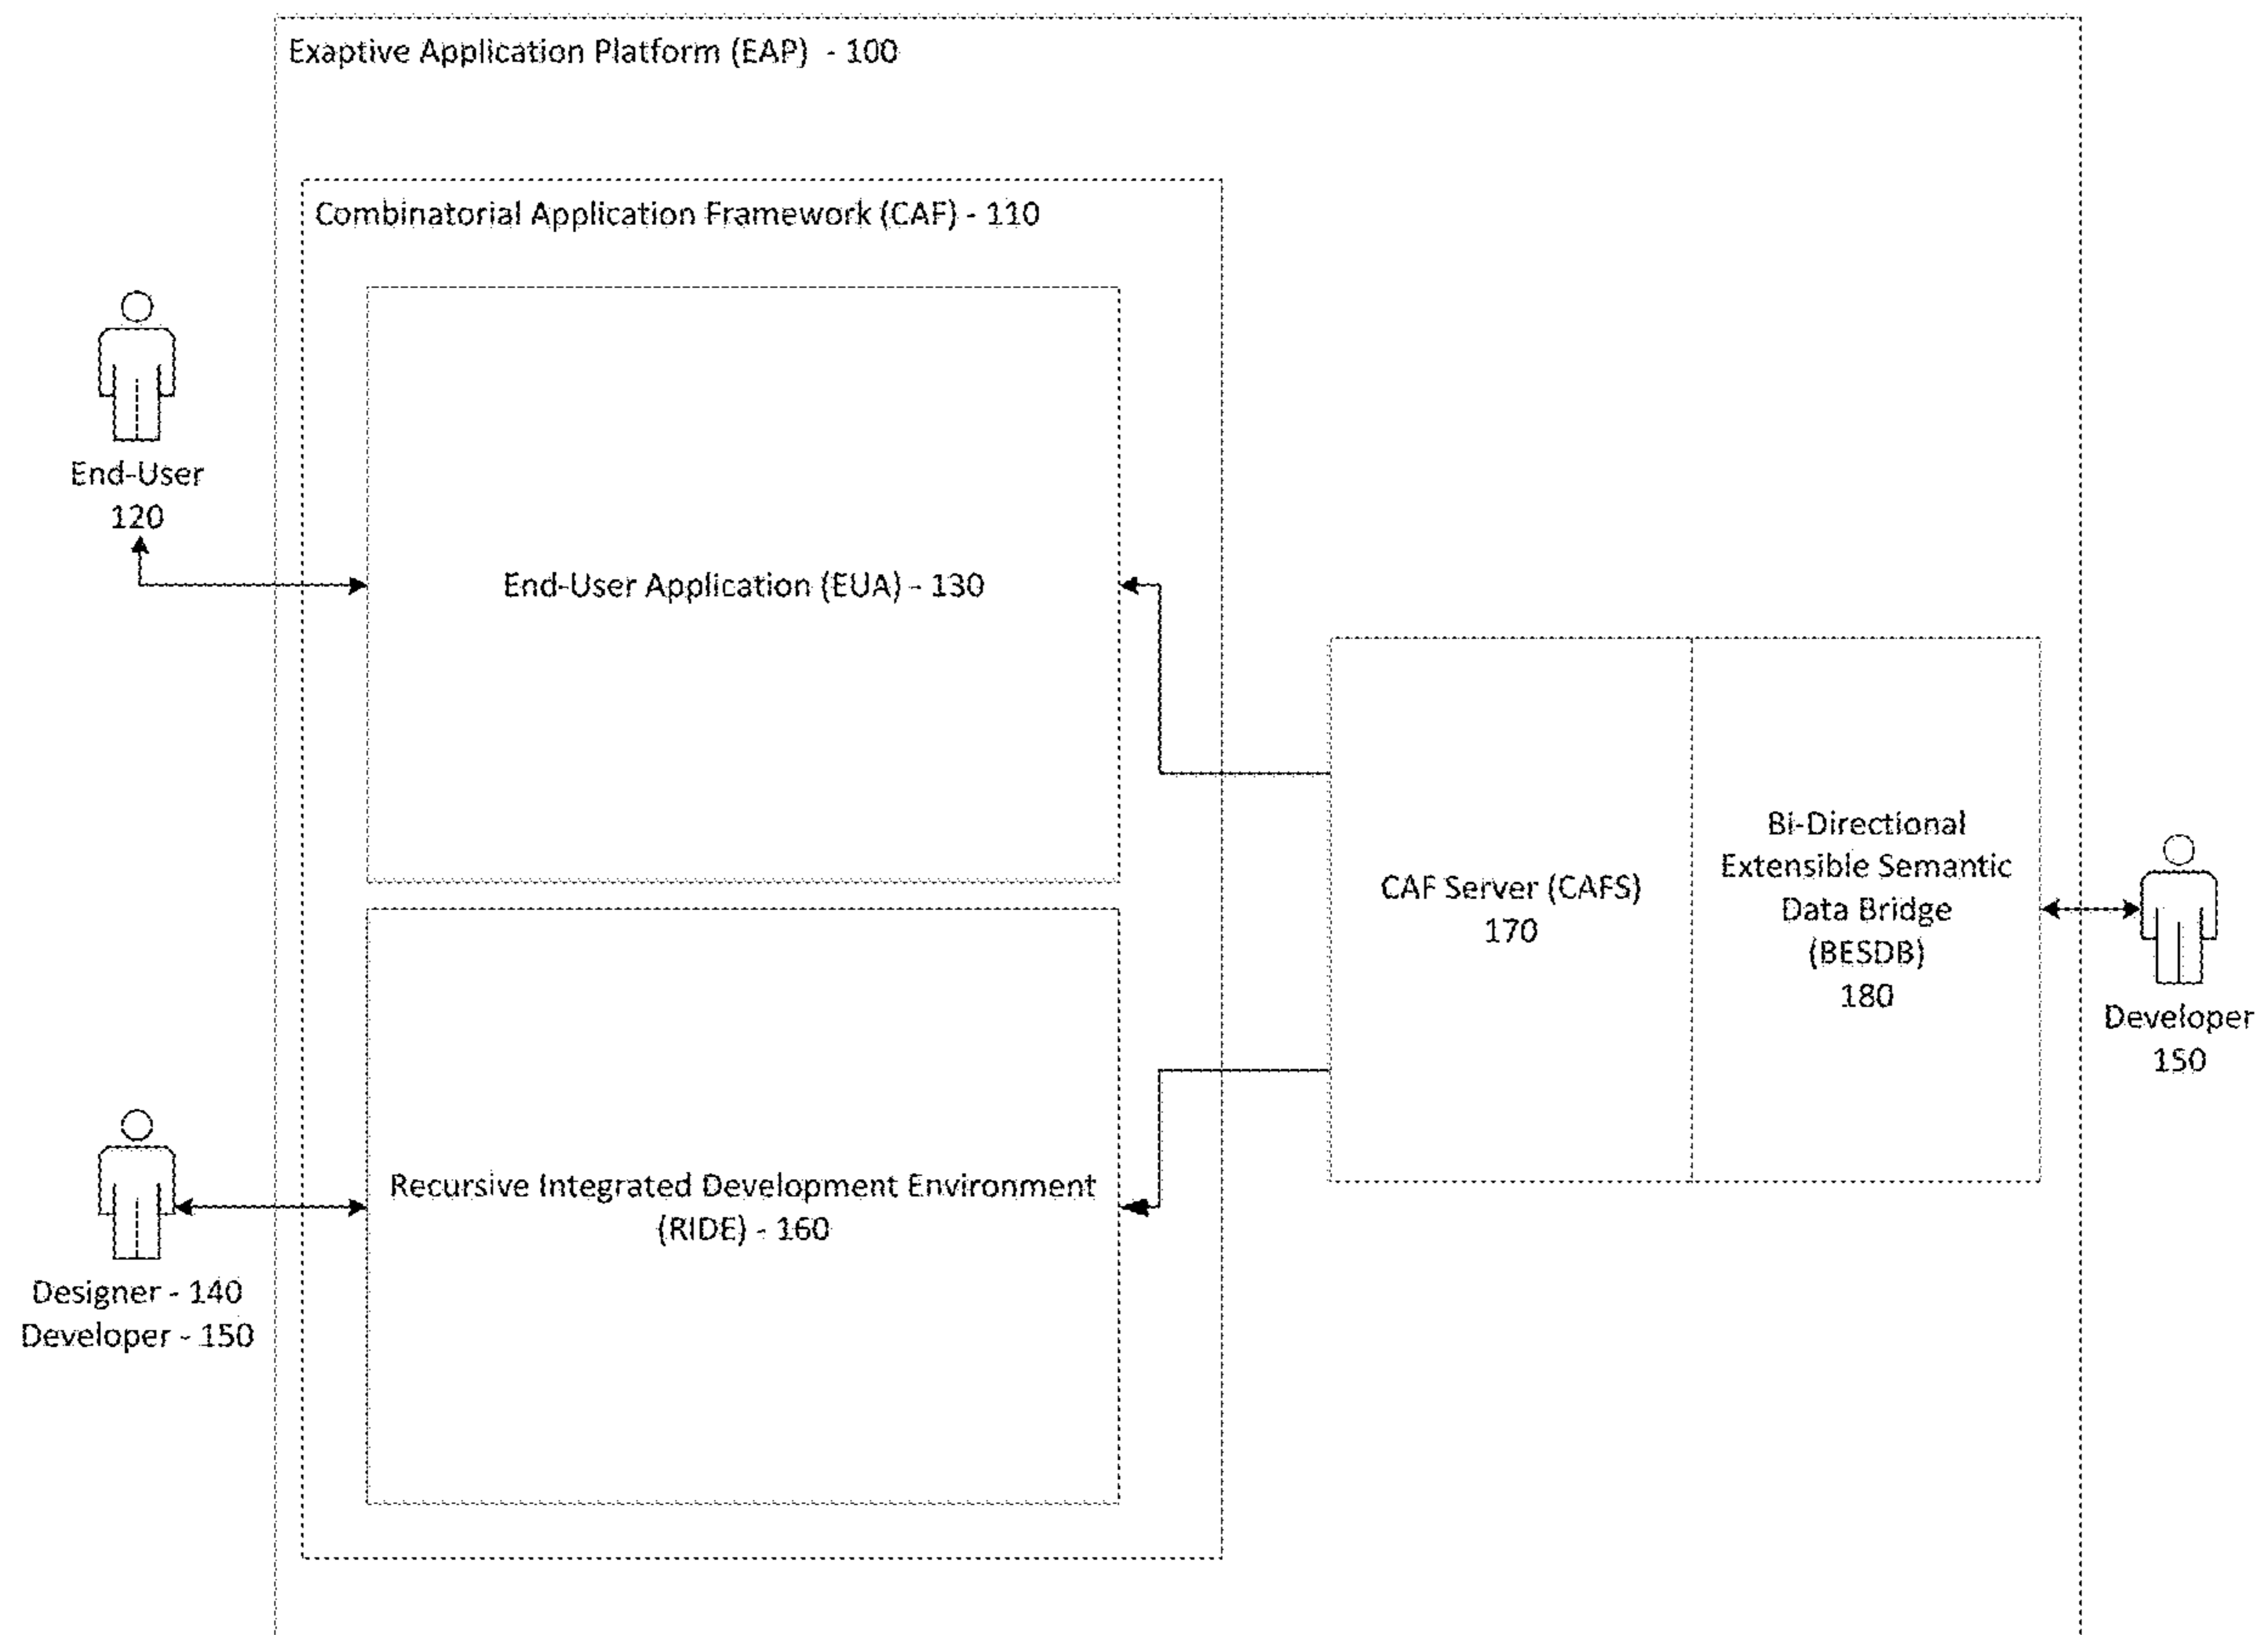 Exaptive Application Platform (EAP) - 100
Combinatorial Application Framework (CAF) - 110
End-User
120
End-User Application (EUA) - 130
CAF Server (CAFS)
170
Bi-Directional
Extensible Semantic
Data Bridge
(BESDB)
180
Developer
150
Recursive Integrated Development Environment
(RIDE) - 160
Designer - 140
Developer - 150